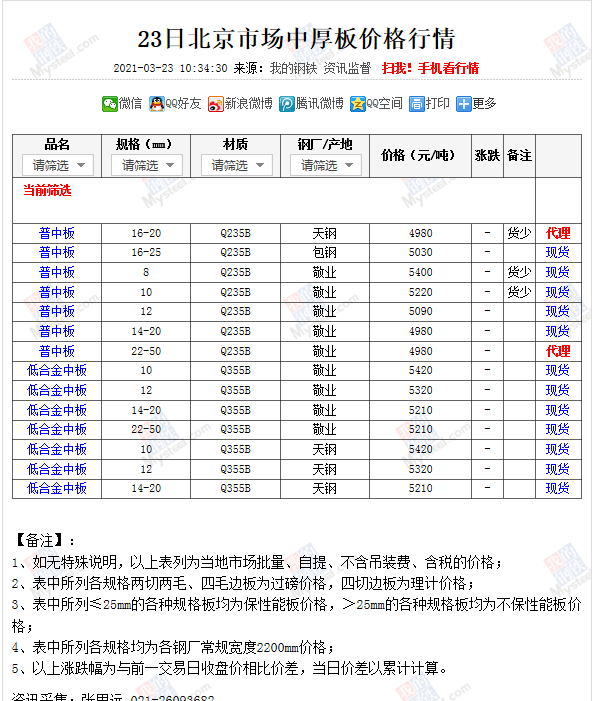 23日北京市场中厚板价格行情
2021-03-23 10:34:30 来源：我的钢铁 资讯监督 扫我！手机看行情
微信 QQ好友 新浪微博 腾讯微博 QQ空间 打印 更多
品名 规格（mm） 材质 钢厂/产地 价格（元/吨） 涨跌 备注
请筛选 请筛选 请筛选 请筛选
当前筛选
普中板 16-20 Q235B 天钢 4980 - 货少 代理
普中板 16-25 Q235B 包钢 5030 - 现货
普中板 8 Q235B 敬业 5400 - 货少 现货
普中板 10 Q235B 敬业 5220 - 货少 现货
普中板 12 Q235B 敬业 5090 - 现货
普中板 14-20 Q235B 敬业 4980 - 现货
普中板 22-50 Q235B 敬业 4980 - 代理
低合金中板 10 Q355B 敬业 5420 - 现货
低合金中板 12 Q355B 敬业 5320 - 现货
低合金中板 14-20 Q355B 敬业 5210 - 现货
低合金中板 22-50 Q355B 敬业 5210 - 现货
低合金中板 10 Q355B 天钢 5420 - 现货
低合金中板 12 Q355B 天钢 5320 - 现货
低合金中板 14-20 Q355B 天钢 5210 - 现货
【备注】：
1、如无特殊说明，以上表列为当地市场批量、自提、不含吊装费、含税的价格；
2、表中所列各规格两切两毛、四毛边板为过磅价格，四切边板为理计价格；
3、表中所列≤25mm的各种规格板均为保性能板价格，＞25mm的各种规格板均为不保性能板价
格；
4、表中所列各规格均为各钢厂常规宽度2200mm价格；
5、以上涨跌幅为与前一交易日收盘价相比价差，当日价差以累计计算。
资讯采集：张思远 021-26093682